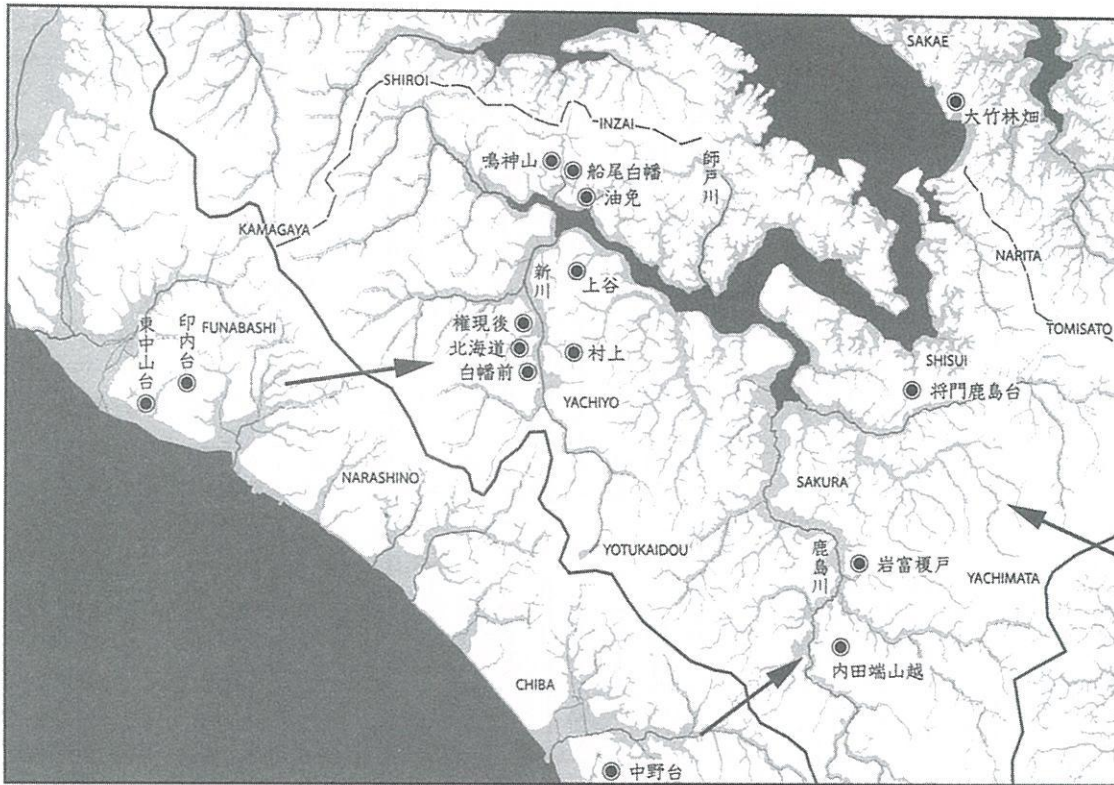 SAKAE
大竹林畑
SHIROI
INZAI
鳴神山
船尾白幡
師戸川
油免
KAMAGAYA
NARITA
新川
上谷
権現後
TOMISATO
東中山台
印内台
FUNABASHI
北海道
村上
SHISUI
白幡前
将門鹿島台
YACHIYO
NARASHINO
SAKURA
YOTUKAIDOU
鹿島川
岩富榎戸
YACHIMATA
内田端山越
CHIBA
中野台